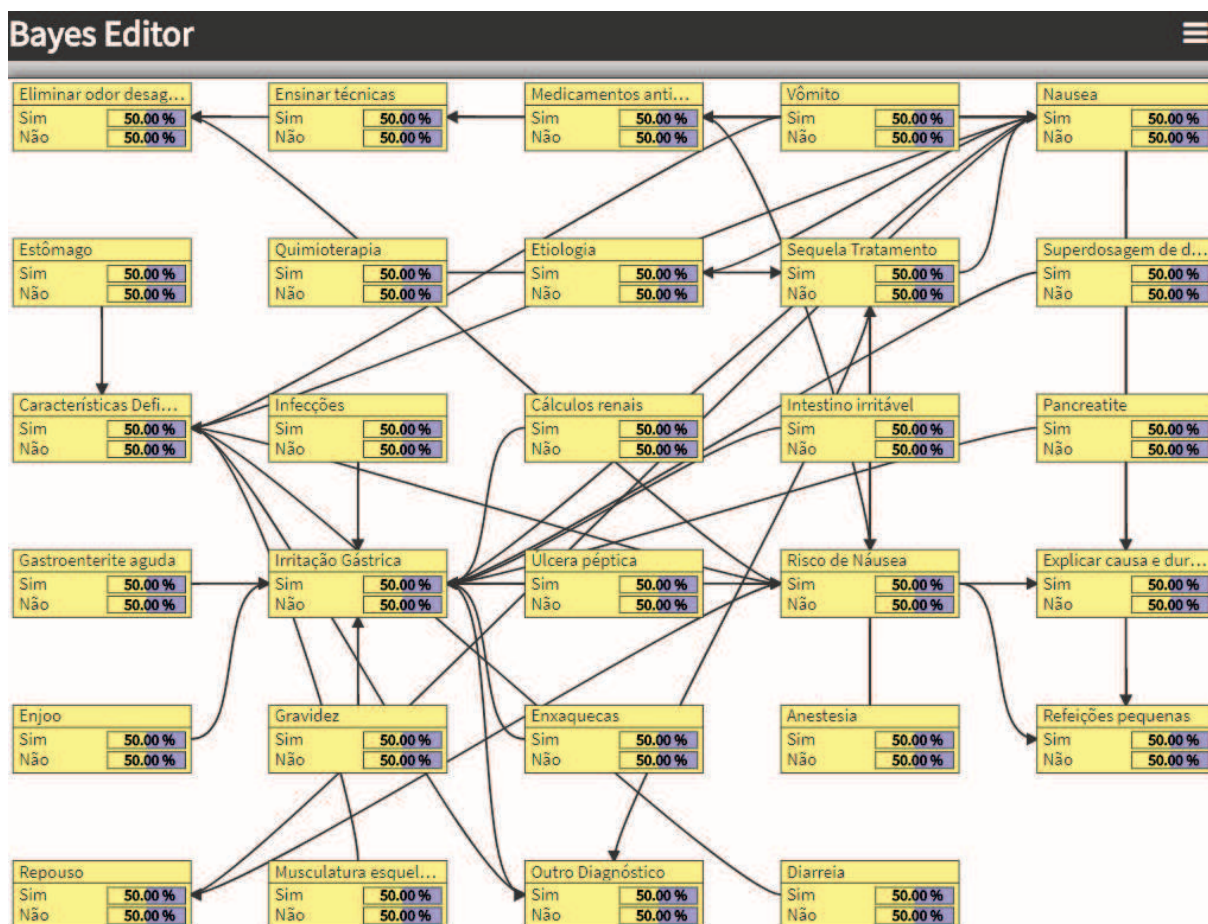 Bayes Editor
Eliminar odor desag...
Sim 50.00 %
Não 50.00 %
Ensinar técnicas
Sim 50.00 %
Não 50.00 %
Medicamentos anti...
Sim 50.00 %
Não 50.00 %
Vômito
Sim 50.00 %
Não 50.00 %
Nausea
Sim 50.00 %
Não 50.00 %
Estômago
Sim 50.00 %
Não 50.00 %
Quimioterapia
Sim 50.00 %
Não 50.00 %
Etiologia
Sim 50.00 %
Não 50.00 %
Sequela Tratamento
Sim 50.00 %
Não 50.00 %
Superdosagem de d...
Sim 50.00 %
Não 50.00 %
Características Defi...
Sim 50.00 %
Não 50.00 %
Infecções
Sim 50.00 %
Não 50.00 %
Cálculos renais
Sim 50.00 %
Não 50.00 %
Intestino irritável
Sim 50.00 %
Não 50.00 %
Pancreatite
Sim 50.00 %
Não 50.00 %
Gastroenterite aguda
Sim 50.00 %
Não 50.00 %
Irritação Gástrica
Sim 50.00 %
Não 50.00 %
Úlcera péptica
Sim 50.00 %
Não 50.00 %
Risco de Náusea
Sim 50.00 %
Não 50.00 %
Explicar causa e dur...
Sim 50.00 %
Não 50.00 %
Enjoo
Sim 50.00 %
Não 50.00 %
Gravidez
Sim 50.00 %
Não 50.00 %
Enxaquecas
Sim 50.00 %
Não 50.00 %
Anestesia
Sim 50.00 %
Não 50.00 %
Refeições pequenas
Sim 50.00 %
Não 50.00 %
Repouso
Sim 50.00 %
Não 50.00 %
Musculatura esquel...
Sim 50.00 %
Não 50.00 %
Outro Diagnóstico
Sim 50.00 %
Não 50.00 %
Diarreia
Sim 50.00 %
Não 50.00 %